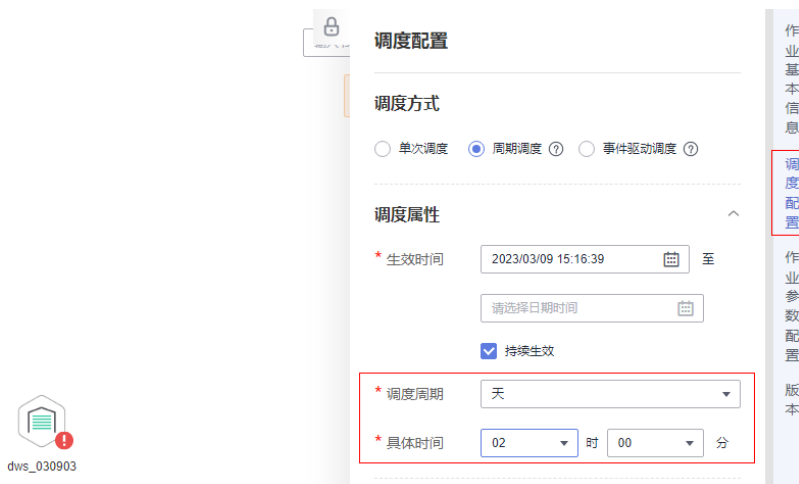 调度配置
调度方式
单次调度 周期调度 事件驱动调度
调度属性
* 生效时间 2023/03/09 15:16:39 至
请选择日期时间
持续生效
* 调度周期 天
* 具体时间 02 时 00 分
dws_030903
作业基本信息
调度配置
作业参数配置
版本